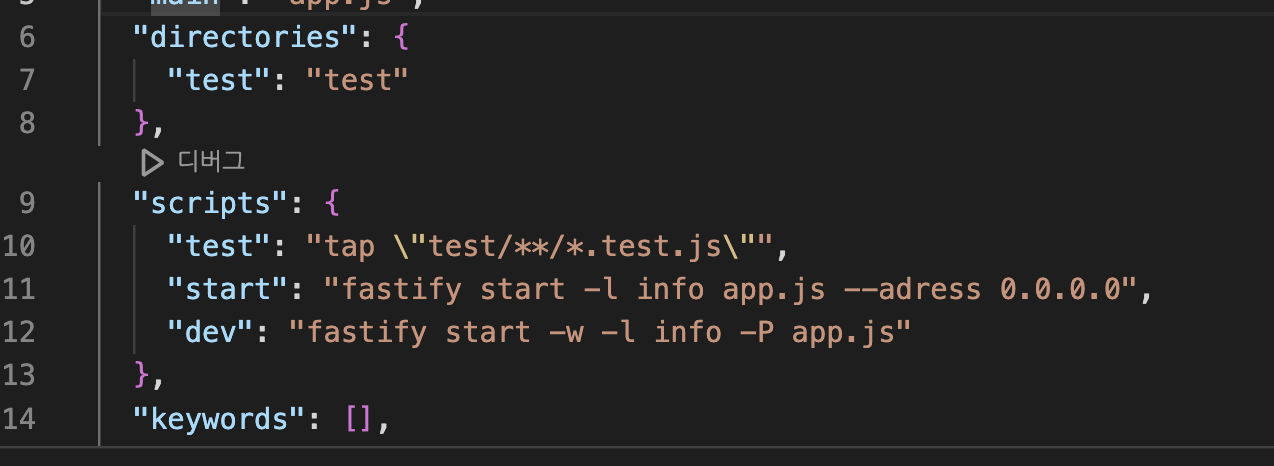 "main": "app.js",
6 "directories": {
7 "test": "test"
8 },
디버그
9 "scripts": {
10 "test": "tap \"test/**/*.test.js\"",
11 "start": "fastify start -l info app.js --adress 0.0.0.0",
12 "dev": "fastify start -w -l info -P app.js"
13 },
14 "keywords": [],